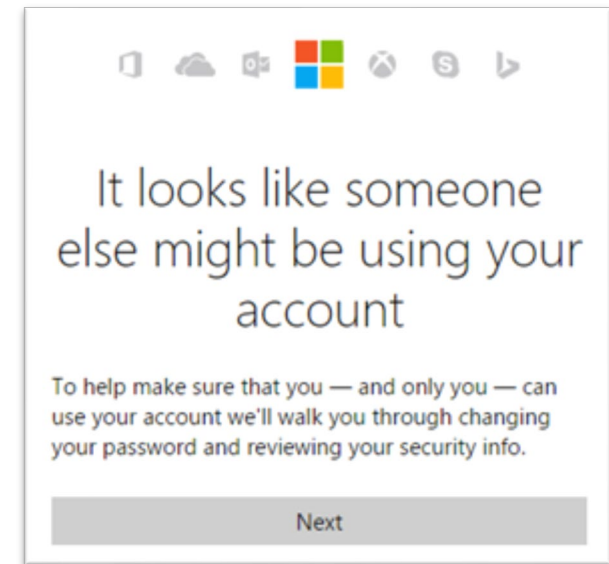 It looks like someone
else might be using your
account
To help make sure that you — and only you — can
use your account we'll walk you through changing
your password and reviewing your security info.
Next